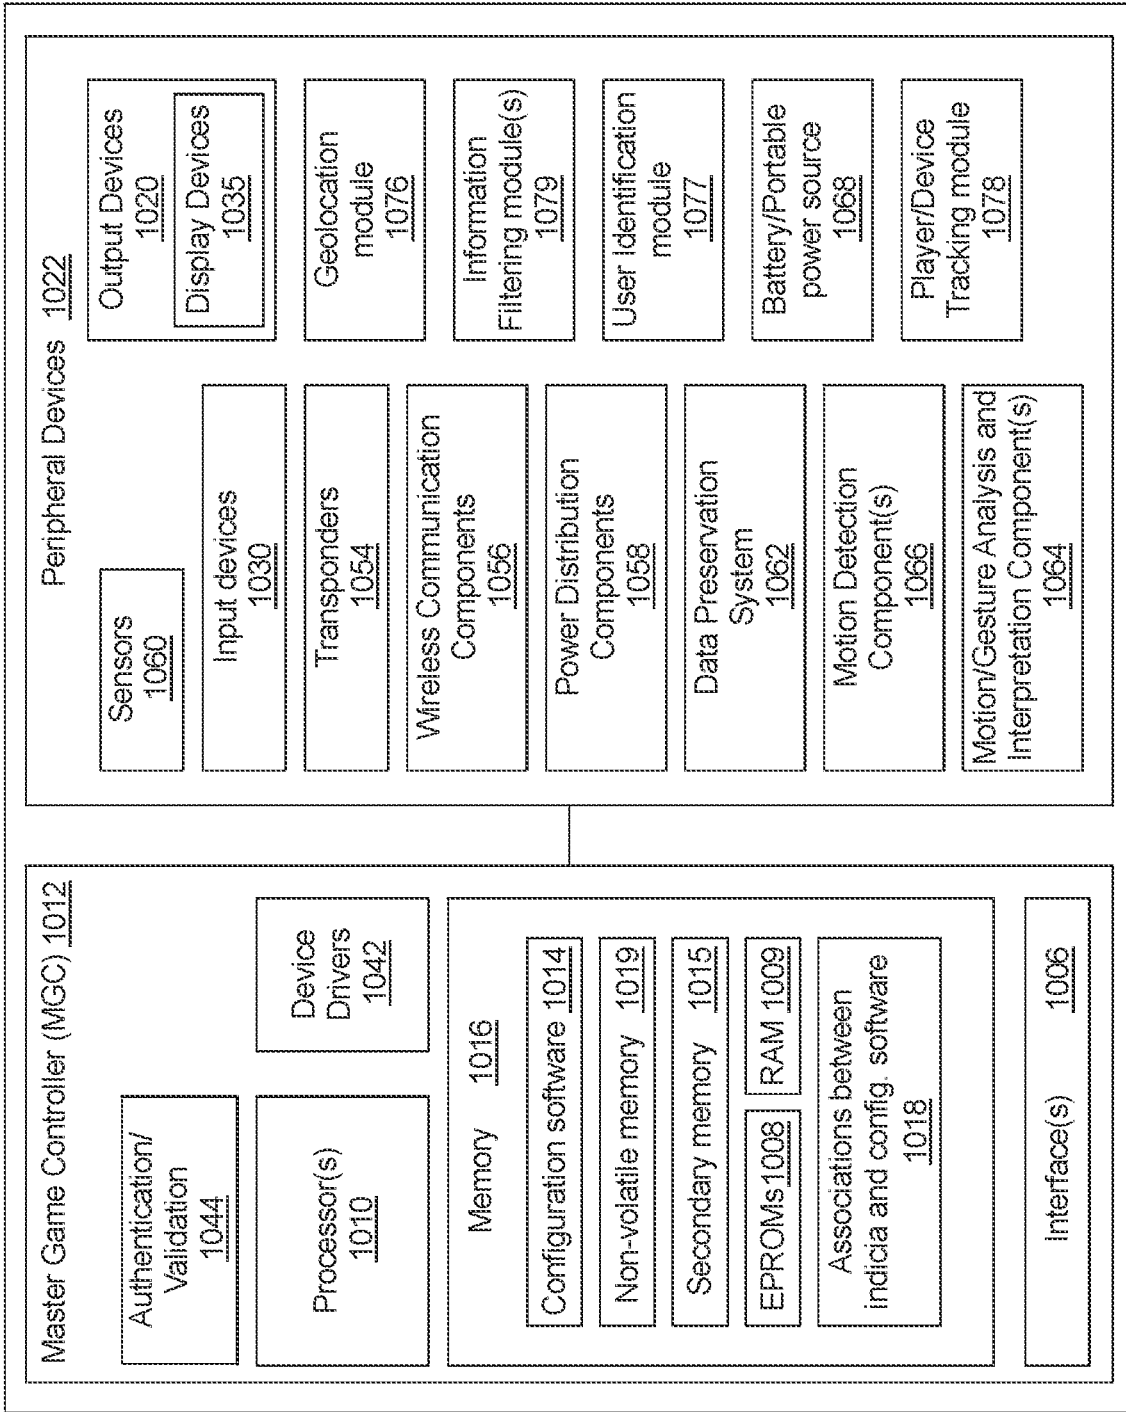 Master Game Controller (MGC) 1012
Authentication/
Validation
1044
Processor(s)
1010
Device
Drivers
1042
Memory 1016
Configuration software 1014
Non-volatile memory 1019
Secondary memory 1015
EPROMs1008
RAM 1009
Associations between
indicia and config. software
1018
Interface(s) 1006
Peripheral Devices 1022
Sensors
1060
Input devices
1030
Transponders
1054
Wireless Communication
Components
1056
Power Distribution
Components
1058
Data Preservation
System
1062
Motion Detection
Component(s)
1066
Motion/Gesture Analysis and
Interpretation Component(s)
1064
Output Devices
1020
Display Devices
1035
Geolocation
module
1076
Information
Filtering module(s)
1079
User Identification
module
1077
Battery/Portable
power source
1068
Player/Device
Tracking module
1078